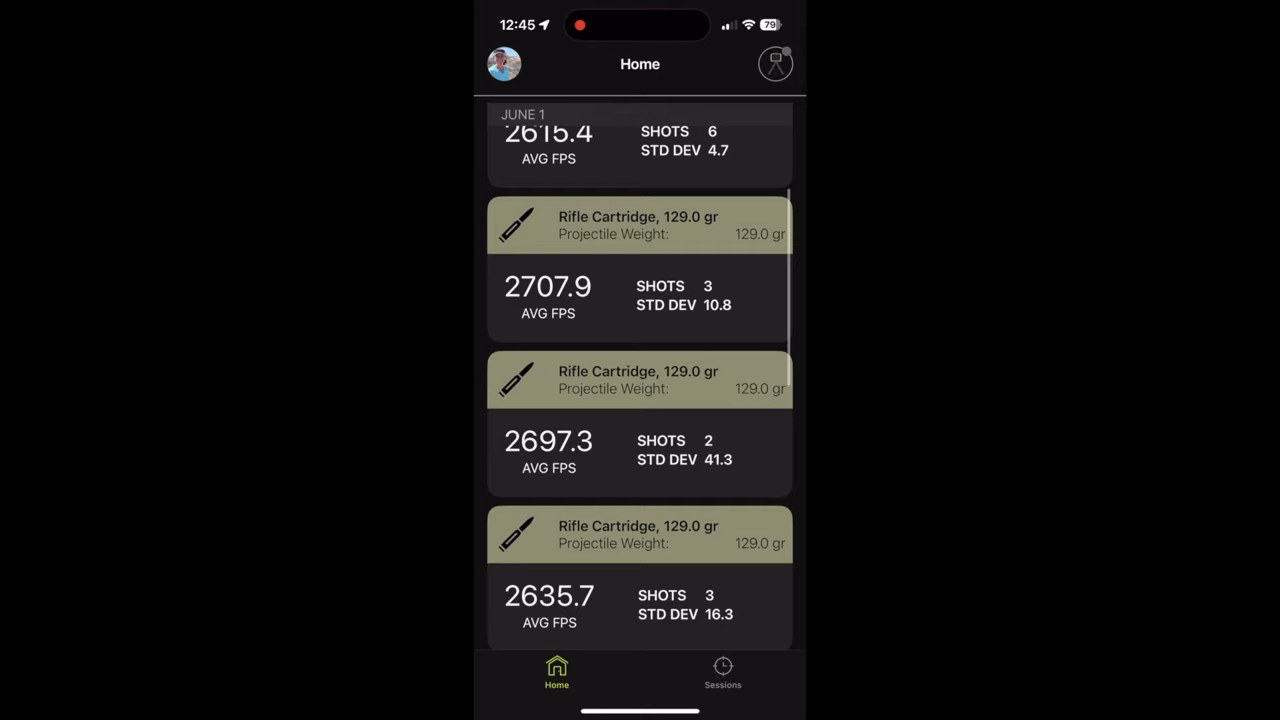 12:45
79
Home
JUNE 1
2615.4
AVG FPS
SHOTS 6
STD DEV 4.7
Rifle Cartridge, 129.0 gr
Projectile Weight: 129.0 gr
2707.9
AVG FPS
SHOTS 3
STD DEV 10.8
Rifle Cartridge, 129.0 gr
Projectile Weight: 129.0 gr
2697.3
AVG FPS
SHOTS 2
STD DEV 41.3
Rifle Cartridge, 129.0 gr
Projectile Weight: 129.0 gr
2635.7
AVG FPS
SHOTS 3
STD DEV 16.3
Home
Sessions